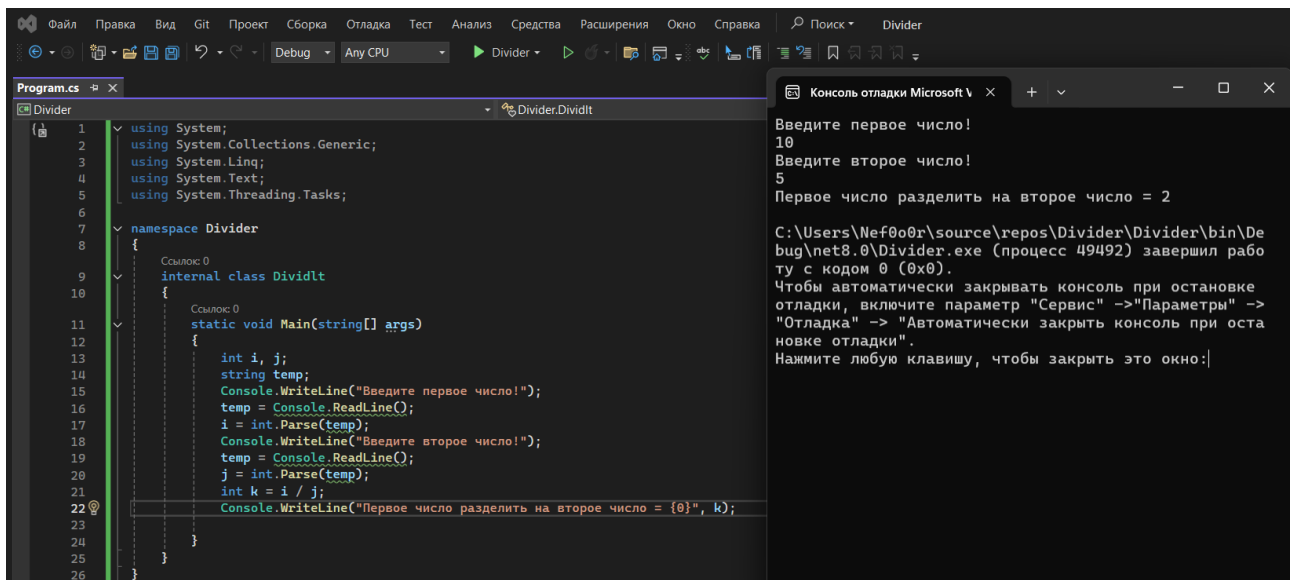 Файл Правка Вид Git Проект Сборка Отладка Тест Анализ Средства Расширения Окно Справка Поиск Divider
Debug Any CPU Divider
Program.cs
Divider Divider.Dividlt
1 using System;
2 using System.Collections.Generic;
3 using System.Linq;
4 using System.Text;
5 using System.Threading.Tasks;
6
7 namespace Divider
8 {
Ссылок: 0
9 internal class Dividlt
10 {
Ссылок: 0
11 static void Main(string[] args)
12 {
13 int i, j;
14 string temp;
15 Console.WriteLine("Введите первое число!");
16 temp = Console.ReadLine();
17 i = int.Parse(temp);
18 Console.WriteLine("Введите второе число!");
19 temp = Console.ReadLine();
20 j = int.Parse(temp);
21 int k = i / j;
22 Console.WriteLine("Первое число разделить на второе число = {0}", k);
23
24 }
25 }
26 }
Консоль отладки Microsoft V
Введите первое число!
10
Введите второе число!
5
Первое число разделить на второе число = 2
C:\Users\Nef0o0r\source\repos\Divider\Divider\bin\De
bug\net8.0\Divider.exe (процесс 49492) завершил рабо
ту с кодом 0 (0x0).
Чтобы автоматически закрывать консоль при остановке
отладки, включите параметр "Сервис" ->"Параметры" ->
"Отладка" -> "Автоматически закрыть консоль при оста
новке отладки".
Нажмите любую клавишу, чтобы закрыть это окно: